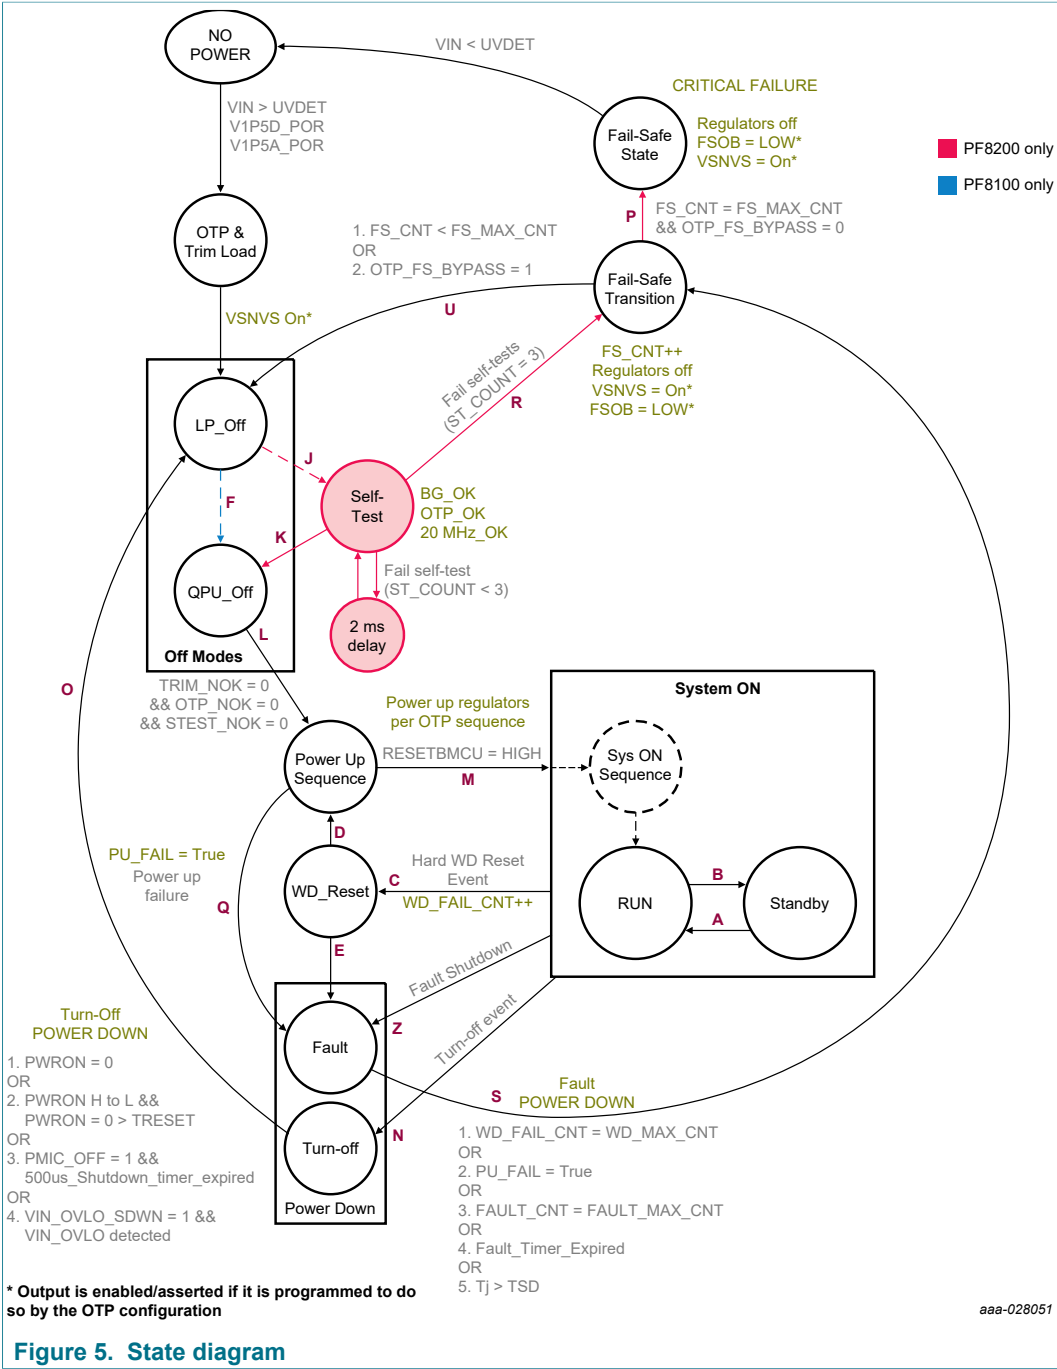 NO
POWER
VIN < UVDET
CRITICAL FAILURE
VIN > UVDET
V1P5D_POR
V1P5A_POR
Fail-Safe
State
Regulators off
FSOB = LOW*
VSNVS = On*
PF8200 only
PF8100 only
OTP &
Trim Load
1. FS_CNT < FS_MAX_CNT
OR
2. OTP_FS_BYPASS = 1
P
FS_CNT = FS_MAX_CNT
&& OTP_FS_BYPASS = 0
Fail-Safe
Transition
U
VSNVS On*
FS_CNT++
Regulators off
VSNVS = On*
FSOB = LOW*
Fail self-tests
(ST_COUNT = 3)
R
LP_Off
J
F
Self-
Test
BG_OK
OTP_OK
20 MHz_OK
K
QPU_Off
Fail self-test
(ST_COUNT < 3)
L
2 ms
delay
Off Modes
O
TRIM_NOK = 0
&& OTP_NOK = 0
&& STEST_NOK = 0
Power up regulators
per OTP sequence
System ON
Power Up
Sequence
RESETBMCU = HIGH
M
Sys ON
Sequence
D
PU_FAIL = True
Power up
failure
Q
WD_Reset
Hard WD Reset
Event
C
WD_FAIL_CNT++
RUN
B
A
Standby
E
Fault Shutdown
Turn-off event
Z
Fault
Turn-Off
POWER DOWN
1. PWRON = 0
OR
2. PWRON H to L &&
PWRON = 0 > TRESET
OR
3. PMIC_OFF = 1 &&
500us_Shutdown_timer_expired
OR
4. VIN_OVLO_SDWN = 1 &&
VIN_OVLO detected
S
Fault
POWER DOWN
N
Turn-off
Power Down
1. WD_FAIL_CNT = WD_MAX_CNT
OR
2. PU_FAIL = True
OR
3. FAULT_CNT = FAULT_MAX_CNT
OR
4. Fault_Timer_Expired
OR
5. Tj > TSD
* Output is enabled/asserted if it is programmed to do
so by the OTP configuration
aaa-028051
Figure 5. State diagram